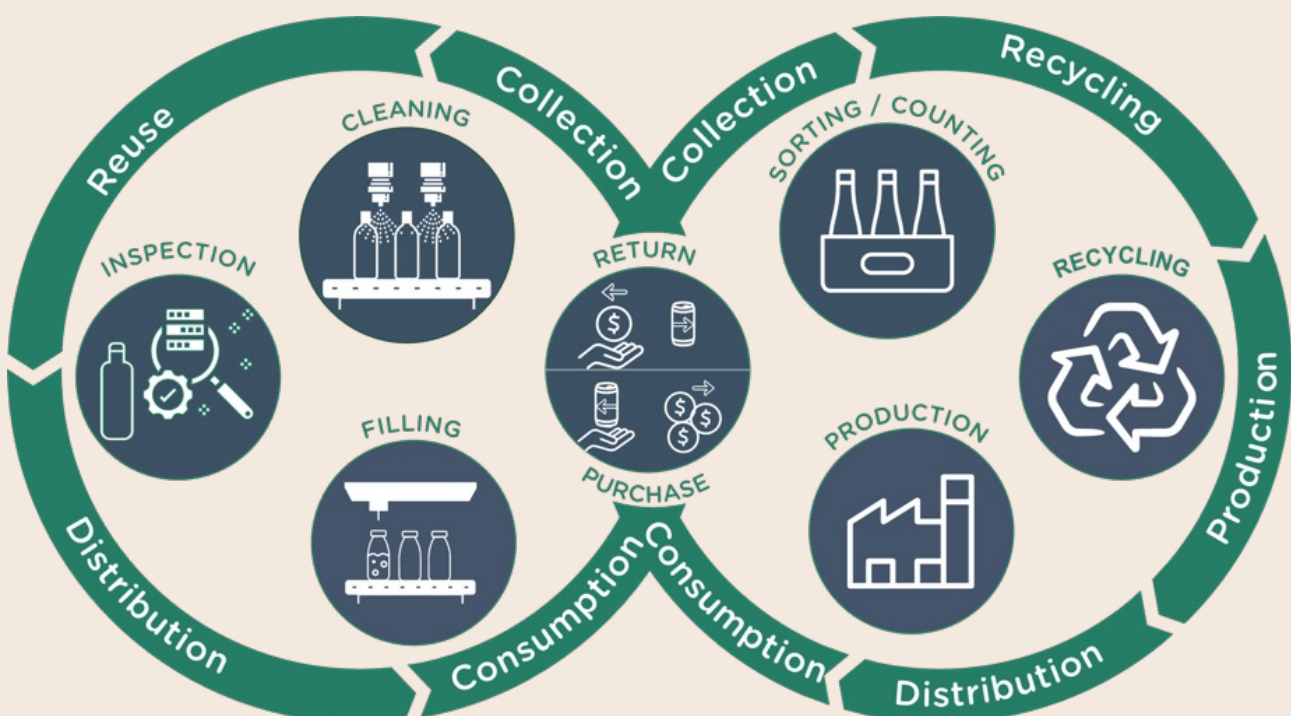 Reuse
Collection
Collection
Recycling
CLEANING
SORTING / COUNTING
INSPECTION
RETURN
RECYCLING
$
$
$
$
FILLING
PURCHASE
PRODUCTION
Production
Distribution
Consumption
Consumption
Distribution